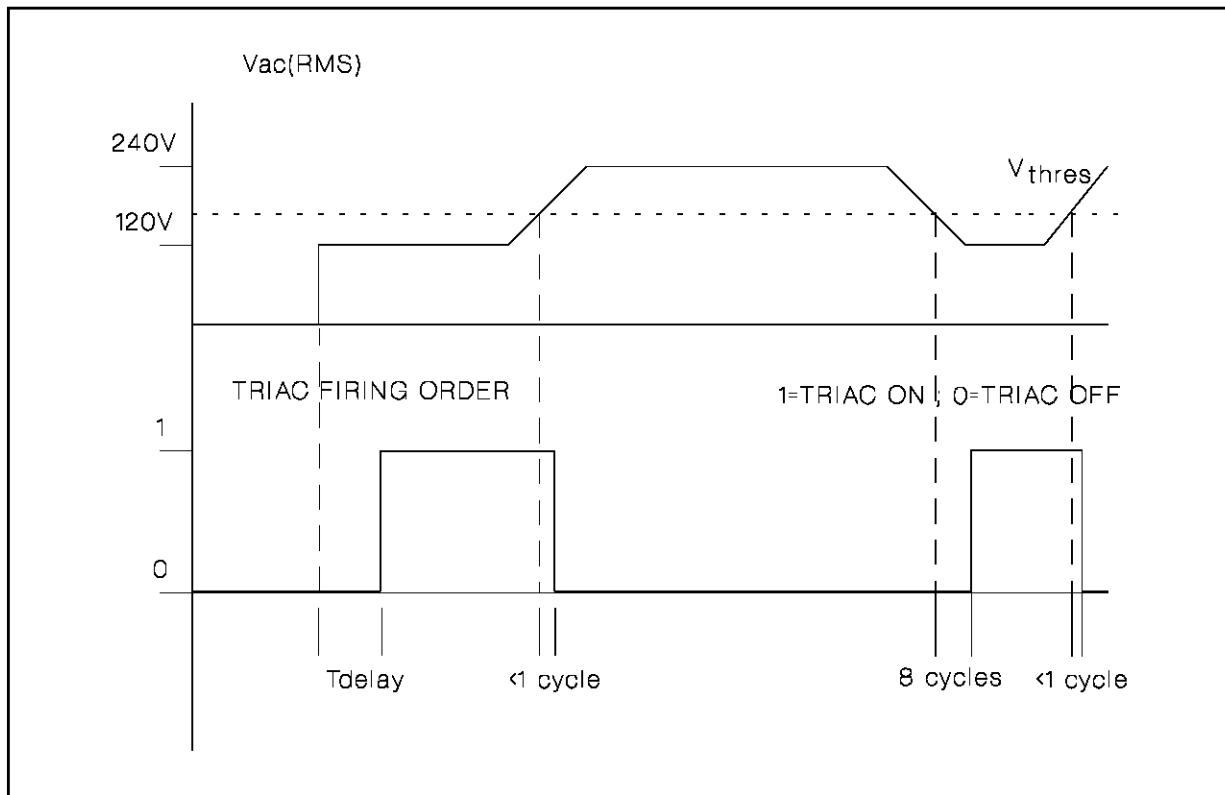 Vac(RMS)
240V
Vthres
120V
TRIAC FIRING ORDER
1=TRIAC ON ; 0=TRIAC OFF
1
0
Tdelay
<1 cycle
8 cycles
<1 cycle